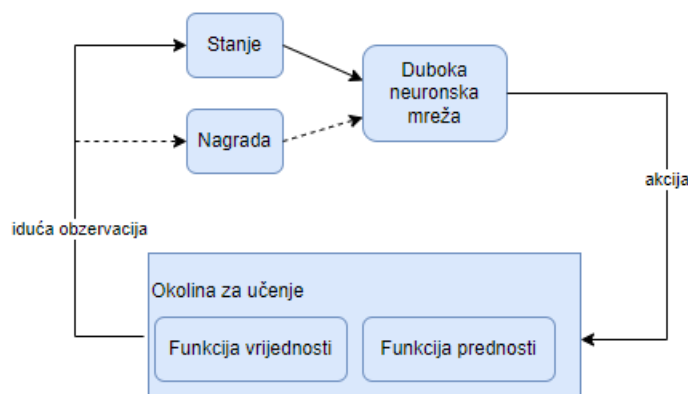 Stanje
Duboka
neuronska
mreža
Nagrada
akcija
iduća obzervacija
Okolina za učenje
Funkcija vrijednosti
Funkcija prednosti